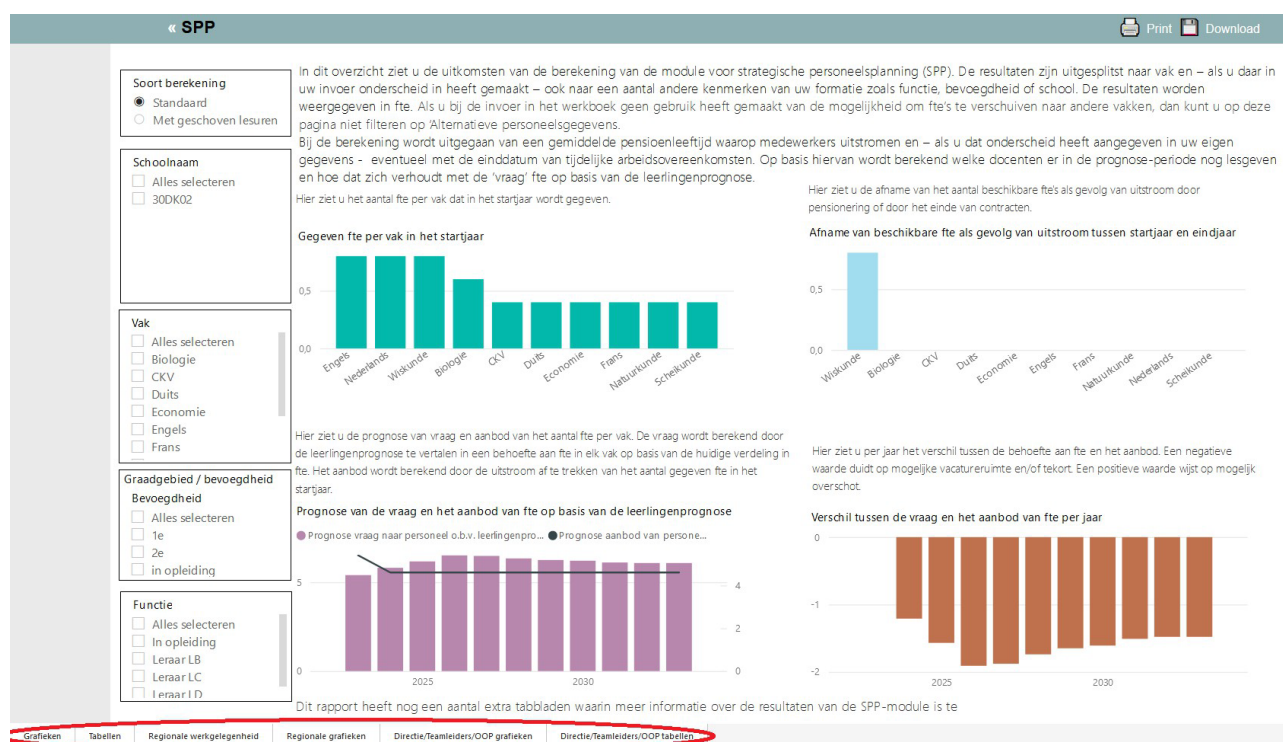 « SPP
Print Download
Soort berekening
Standaard
Met geschoven lesuren
Schoolnaam
Alles selecteren
30DK02
Vak
Alles selecteren
Biologie
CKV
Duits
Economie
Engels
Frans
Graadgebied / bevoegdheid
Bevoegdheid
Alles selecteren
1e
2e
in opleiding
Functie
Alles selecteren
In opleiding
Leraar LB
Leraar LC
Leraar LD
In dit overzicht ziet u de uitkomsten van de berekening van de module voor strategische personeelsplanning (SPP). De resultaten zijn uitgesplitst naar vak en – als u daar in
uw invoer onderscheid in heeft gemaakt – ook naar een aantal andere kenmerken van uw formatie zoals functie, bevoegdheid of school. De resultaten worden
weergegeven in fte. Als u bij de invoer in het werkboek geen gebruik heeft gemaakt van de mogelijkheid om fte's te verschuiven naar andere vakken, dan kunt u op deze
pagina niet filteren op 'Alternatieve personeelsgegevens.
Bij de berekening wordt uitgegaan van een gemiddelde pensioenleeftijd waarop medewerkers uitstromen en – als u dat onderscheid heeft aangegeven in uw eigen
gegevens - eventueel met de einddatum van tijdelijke arbeidsovereenkomsten. Op basis hiervan wordt berekend welke docenten er in de prognose-periode nog lesgeven
en hoe dat zich verhoudt met de 'vraag' fte op basis van de leerlingenprognose.
Hier ziet u het aantal fte per vak dat in het startjaar wordt gegeven.
Gegeven fte per vak in het startjaar
0,5
0,0
Engels Nederlands Wiskunde Biologie CKV Duits Economie Frans Natuurkunde Scheikunde
Hier ziet u de afname van het aantal beschikbare fte's als gevolg van uitstroom door
pensionering of door het einde van contracten.
Afname van beschikbare fte als gevolg van uitstroom tussen startjaar en eindjaar
0,5
0,0
Wiskunde Biologie CKV Duits Economie Engels Frans Natuurkunde Nederlands Scheikunde
Hier ziet u de prognose van vraag en aanbod van het aantal fte per vak. De vraag wordt berekend door
de leerlingenprognose te vertalen in een behoefte aan fte in elk vak op basis van de huidige verdeling in
fte. Het aanbod wordt berekend door de uitstroom af te trekken van het aantal gegeven fte in het
startjaar.
Prognose van de vraag en het aanbod van fte op basis van de leerlingenprognose
Prognose vraag naar personeel o.b.v. leerlingenpro... Prognose aanbod van persone...
5
4
2
0
0
2025 2030
Hier ziet u per jaar het verschil tussen de behoefte aan fte en het aanbod. Een negatieve
waarde duidt op mogelijke vacatureruimte en/of tekort. Een positieve waarde wijst op mogelijk
overschot.
Verschil tussen de vraag en het aanbod van fte per jaar
0
-1
-2
2025 2030
Dit rapport heeft nog een aantal extra tabbladen waarin meer informatie over de resultaten van de SPP-module is te
Grafieken Tabellen Regionale werkgelegenheid Regionale grafieken Directie/Teamleiders/OOP grafieken Directie/Teamleiders/OOP tabellen